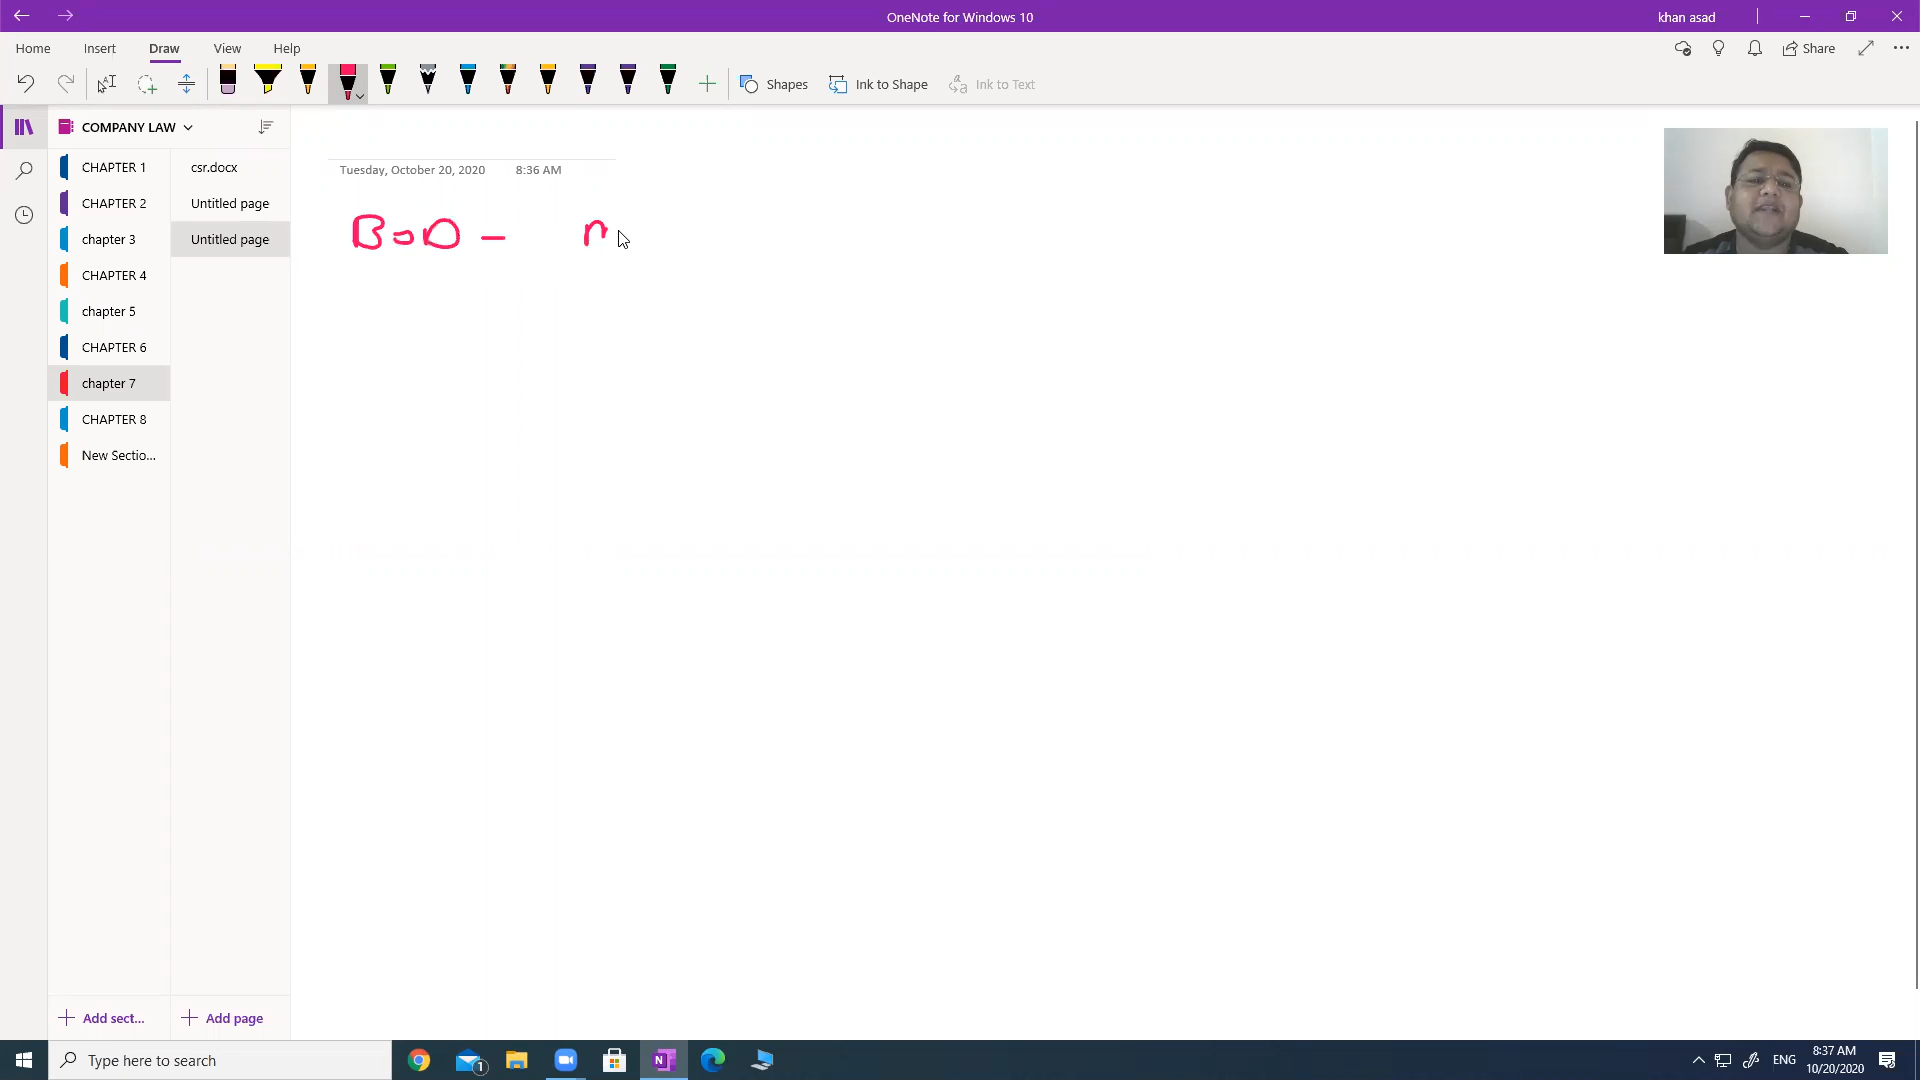 OneNote for Windows 10
khan asad
Home Insert Draw View Help
Share
Shapes Ink to Shape Ink to Text
COMPANY LAW
CHAPTER 1
CHAPTER 2
chapter 3
CHAPTER 4
chapter 5
CHAPTER 6
chapter 7
CHAPTER 8
New Sectio...
csr.docx
Untitled page
Untitled page
Tuesday, October 20, 2020 8:36 AM
BOD -
Add sect...
Add page
Type here to search
1
ENG
8:37 AM
10/20/2020